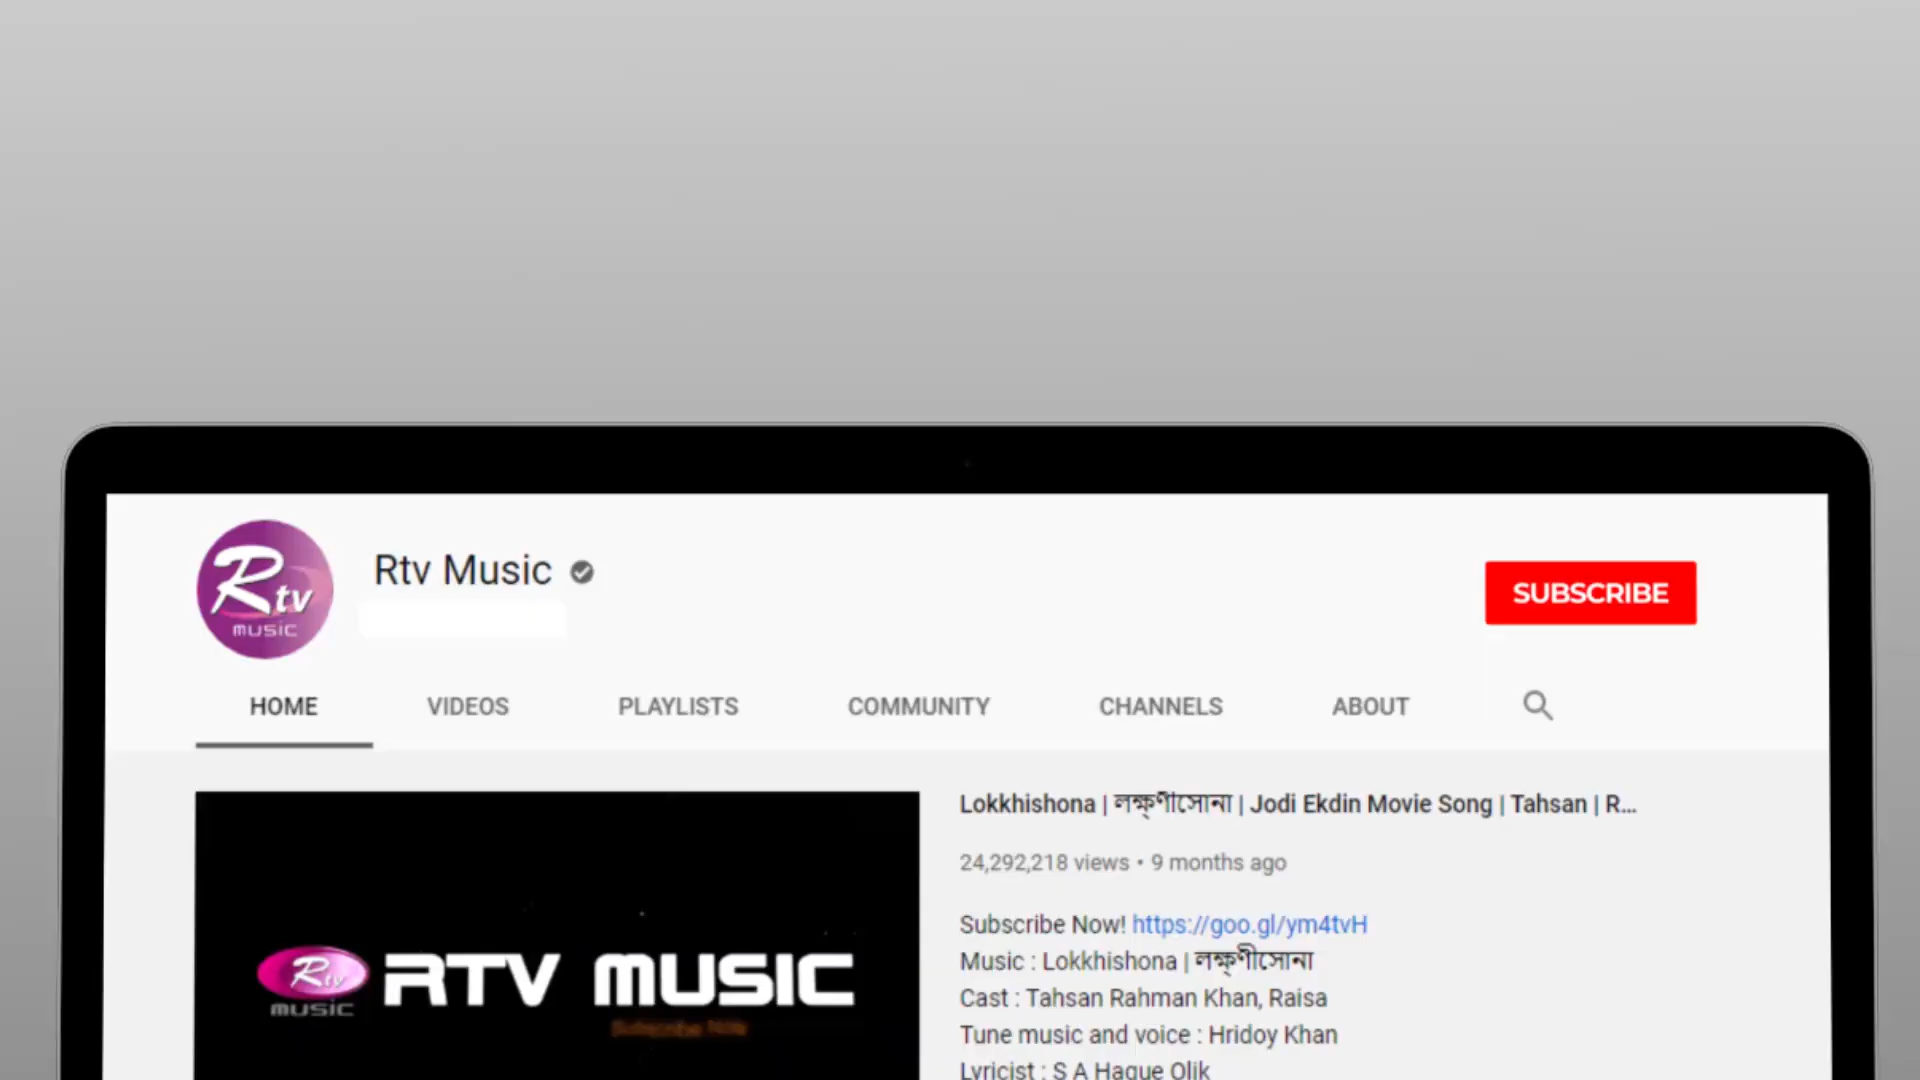 Rtv
music
Rtv Music
SUBSCRIBE
HOME VIDEOS PLAYLISTS COMMUNITY CHANNELS ABOUT
Lokkhishona | লক্ষ্ণীসোনা | Jodi Ekdin Movie Song | Tahsan | R...
24,292,218 views • 9 months ago
Subscribe Now! https://goo.gl/ym4tvH
Music : Lokkhishona | লক্ষ্ণীসোনা
Cast : Tahsan Rahman Khan, Raisa
Tune music and voice : Hridoy Khan
Lyricist : S A Haque Olik
Rtv
music
RTV MUSIC
Subscribe Now